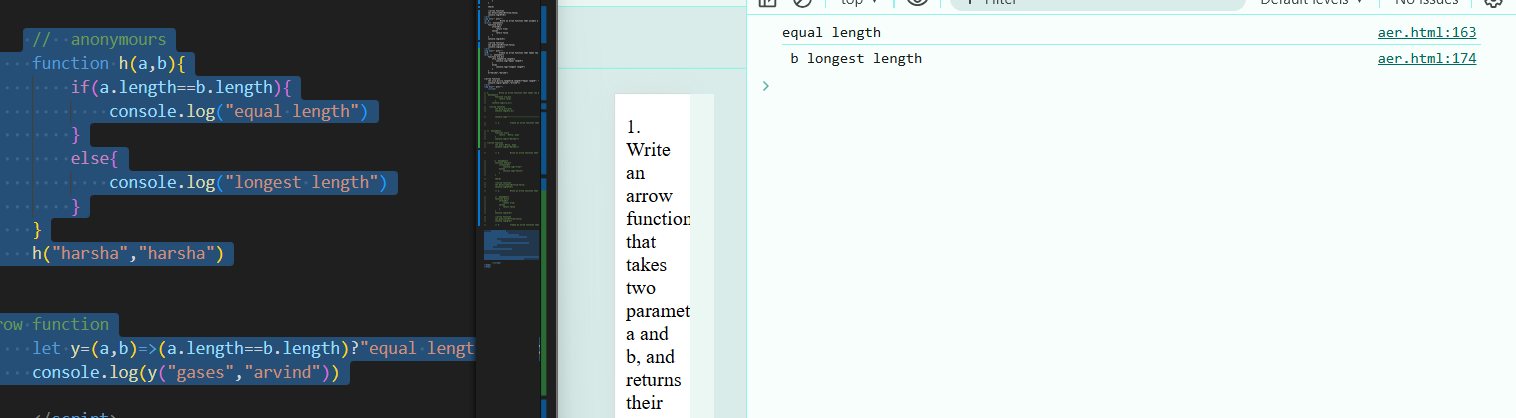 //  anonymours
function h(a,b){
if(a.length==b.length){
console.log("equal length")
}
else{
console.log("longest length")
}
}
h("harsha","harsha")
row function
let y=(a,b)=>(a.length==b.length)?"equal lengt
console.log(y("gases","arvind"))
</script>
1.
Write
an
arrow
function
that
takes
two
paramet
a and
b, and
returns
their
top
Filter
Default levels
No Issues
equal length aer.html:163
b longest length aer.html:174
>